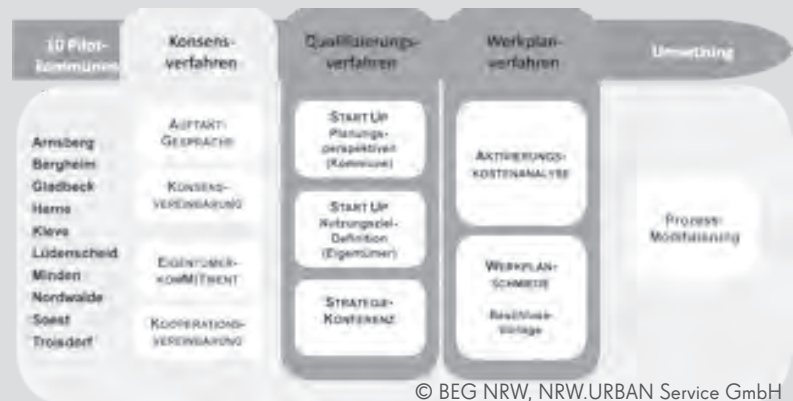 10 Pilot-
kommunen
Konsens-
verfahren
Qualifizierungs-
verfahren
Werkplan-
verfahren
Umsetzung
Arnsberg
Bergheim
Gladbeck
Herne
Kleve
Lüdenscheid
Minden
Nordwalde
Soest
Troisdorf
AUFTAKT-
GESPRÄCHE
KONSENS-
VEREINBARUNG
EIGENTÜMER-
KOMMITMENT
KOOPERATIONS-
VEREINBARUNG
START UP
Planungs-
perspektiven
(Kommune)
START UP
Nutzungsziel-
Definition
(Eigentümer)
STRATEGIE-
KONFERENZ
AKTIVIERUNGS-
KOSTENANALYSE
WERKPLAN-
SCHMIEDE
Beschluss-
Vorlage
Prozess-
© BEG NRW, NRW.URBAN Service GmbH